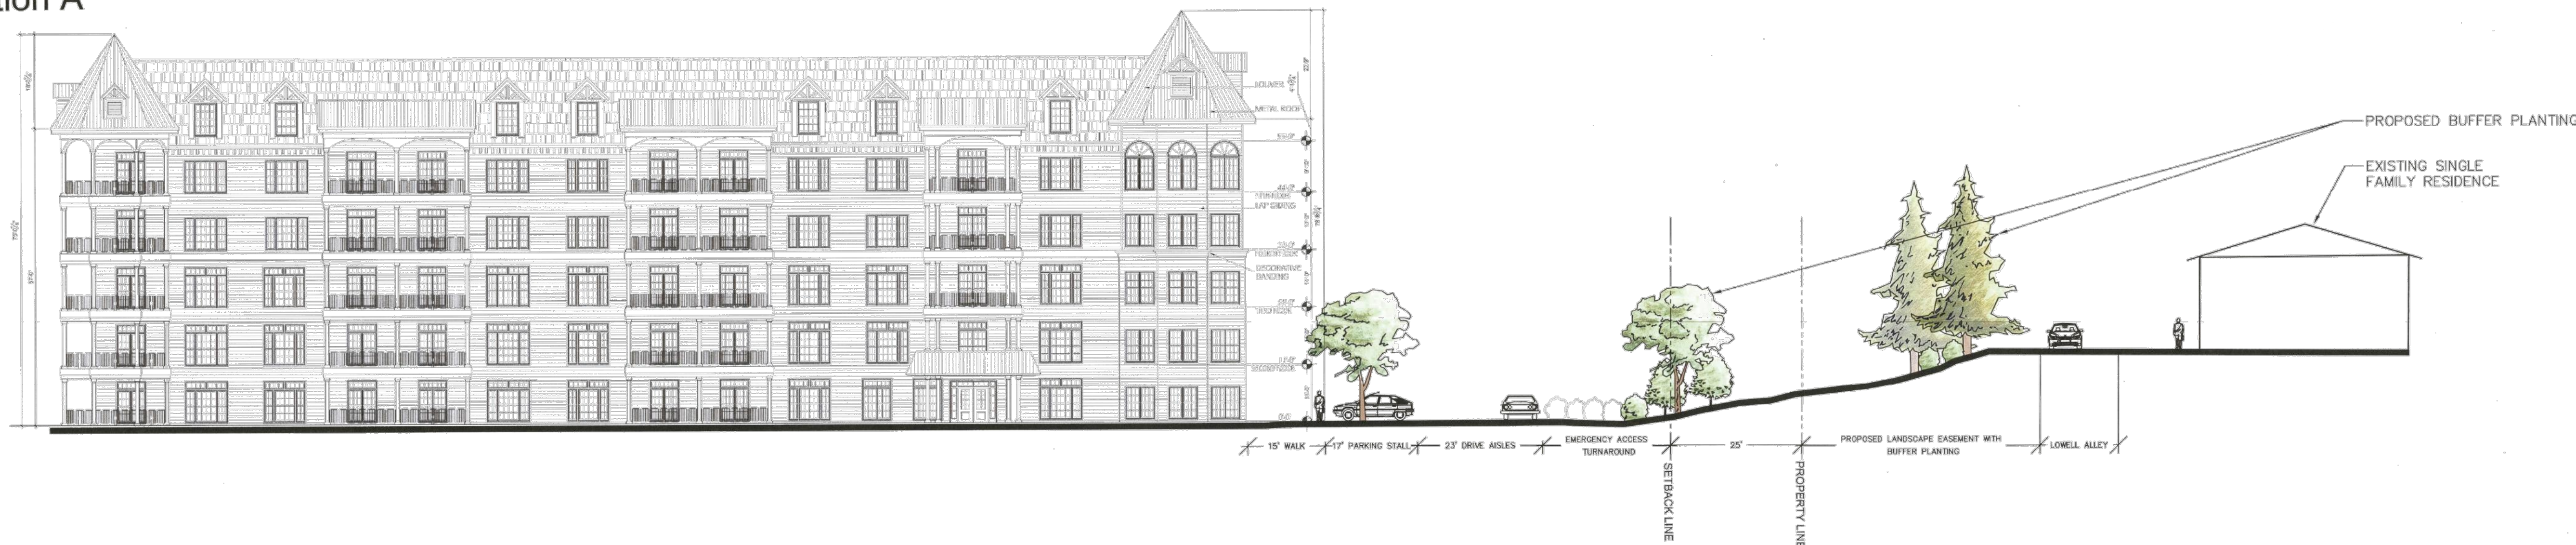 tion A
LOUVER
METAL ROOF
LAP SIDING
DECORATIVE
BANDING
SECOND FLOOR
PROPOSED BUFFER PLANTING
EXISTING SINGLE
FAMILY RESIDENCE
15' WALK
17' PARKING STALL
23' DRIVE AISLES
EMERGENCY ACCESS
TURNAROUND
25'
PROPOSED LANDSCAPE EASEMENT WITH
BUFFER PLANTING
LOWELL ALLEY
SETBACK LINE
PROPERTY LINE